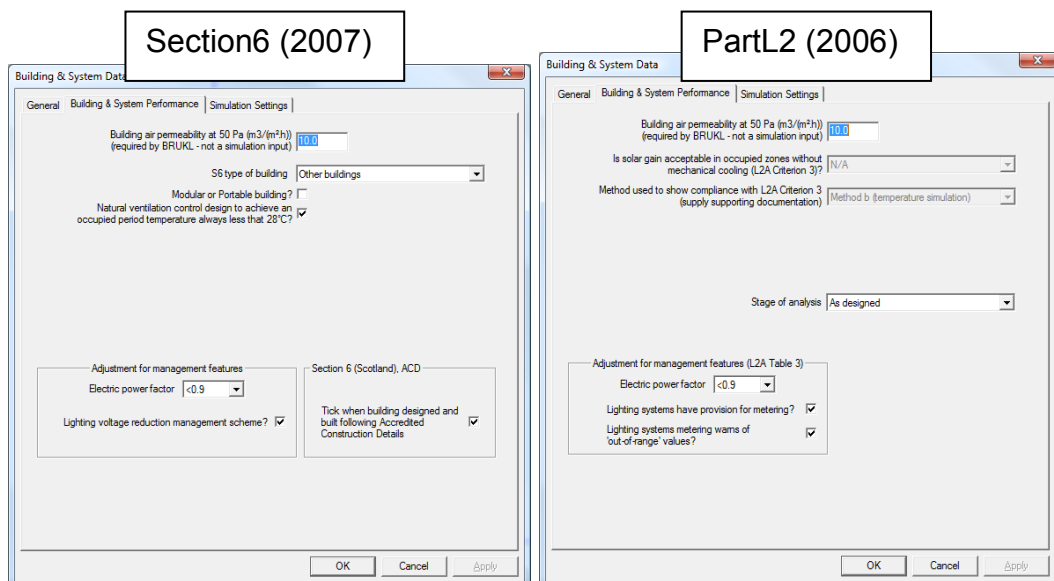 Section6 (2007)
Building & System Data
General
Building & System Performance
Simulation Settings
Building air permeability at 50 Pa (m3/(m².h))
(required by BRUKL - not a simulation input)
10.0
S6 type of building
Other buildings
Modular or Portable building?
Natural ventilation control design to achieve an
occupied period temperature always less that 28°C?
Adjustment for management features
Electric power factor
<0.9
Lighting voltage reduction management scheme?
Section 6 (Scotland), ACD
Tick when building designed and
built following Accredited
Construction Details
OK
Cancel
Apply
PartL2 (2006)
Building & System Data
General
Building & System Performance
Simulation Settings
Building air permeability at 50 Pa (m3/(m².h))
(required by BRUKL - not a simulation input)
10.0
Is solar gain acceptable in occupied zones without
mechanical cooling (L2A Criterion 3)?
N/A
Method used to show compliance with L2A Criterion 3
(supply supporting documentation)
Method b (temperature simulation)
Stage of analysis
As designed
Adjustment for management features (L2A Table 3)
Electric power factor
<0.9
Lighting systems have provision for metering?
Lighting systems metering warns of
'out-of-range' values?
OK
Cancel
Apply